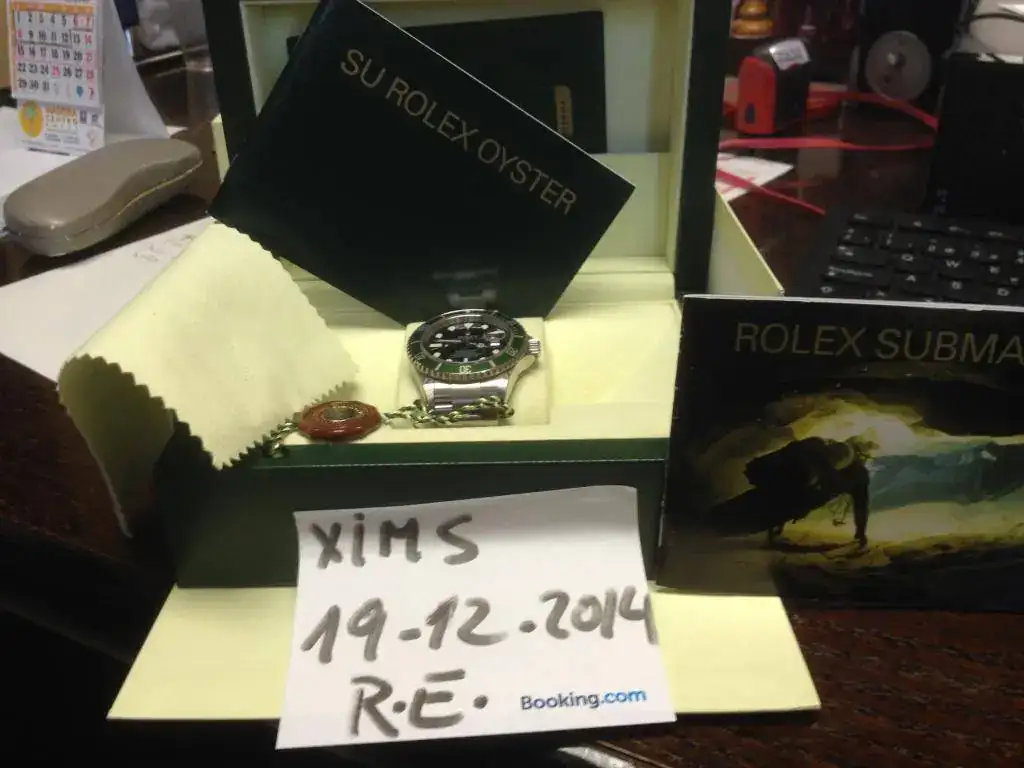 SU ROLEX OYSTER
ROLEX SUBMA
XiMS
19-12.2014
R.E.
Booking.com